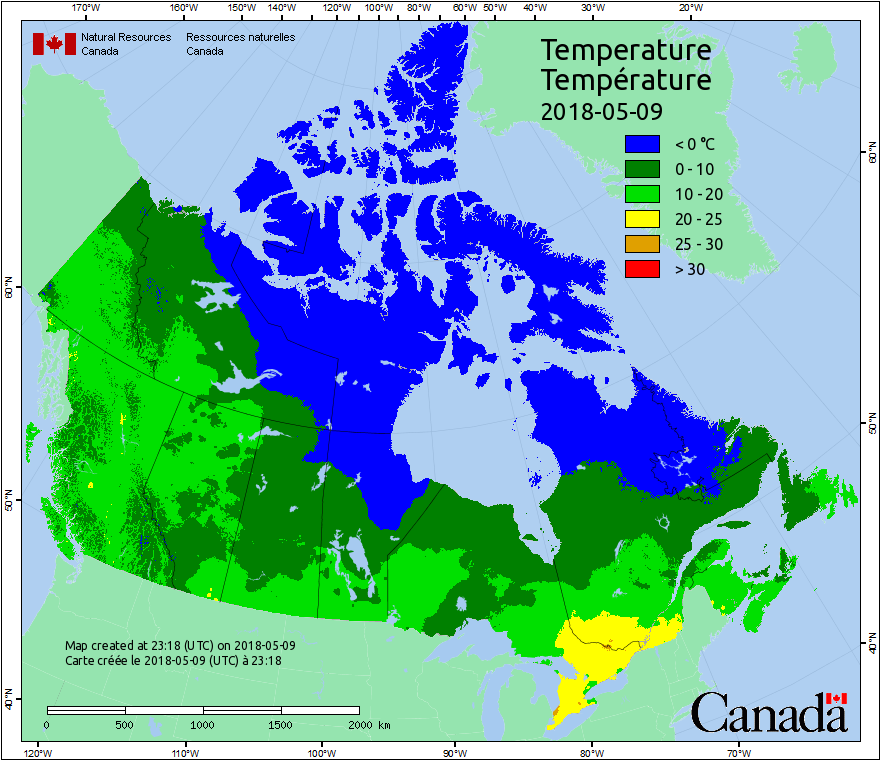 170°W 160°W 150°W 140°W 130°W 120°W 110°W 100°W 90°W 80°W 60°W 50°W 40°W 30°W 20°W
Natural Resources Ressources naturelles
Canada Canada
Temperature
Température
2018-05-09
< 0 °C
0 - 10
10 - 20
20 - 25
25 - 30
> 30
60°N
60°N
50°N
50°N
40°N
40°N
Map created at 23:18 (UTC) on 2018-05-09
Carte créée le 2018-05-09 (UTC) à 23:18
0 500 1000 1500 2000 km
Canada
120°W 110°W 100°W 90°W 80°W 70°W